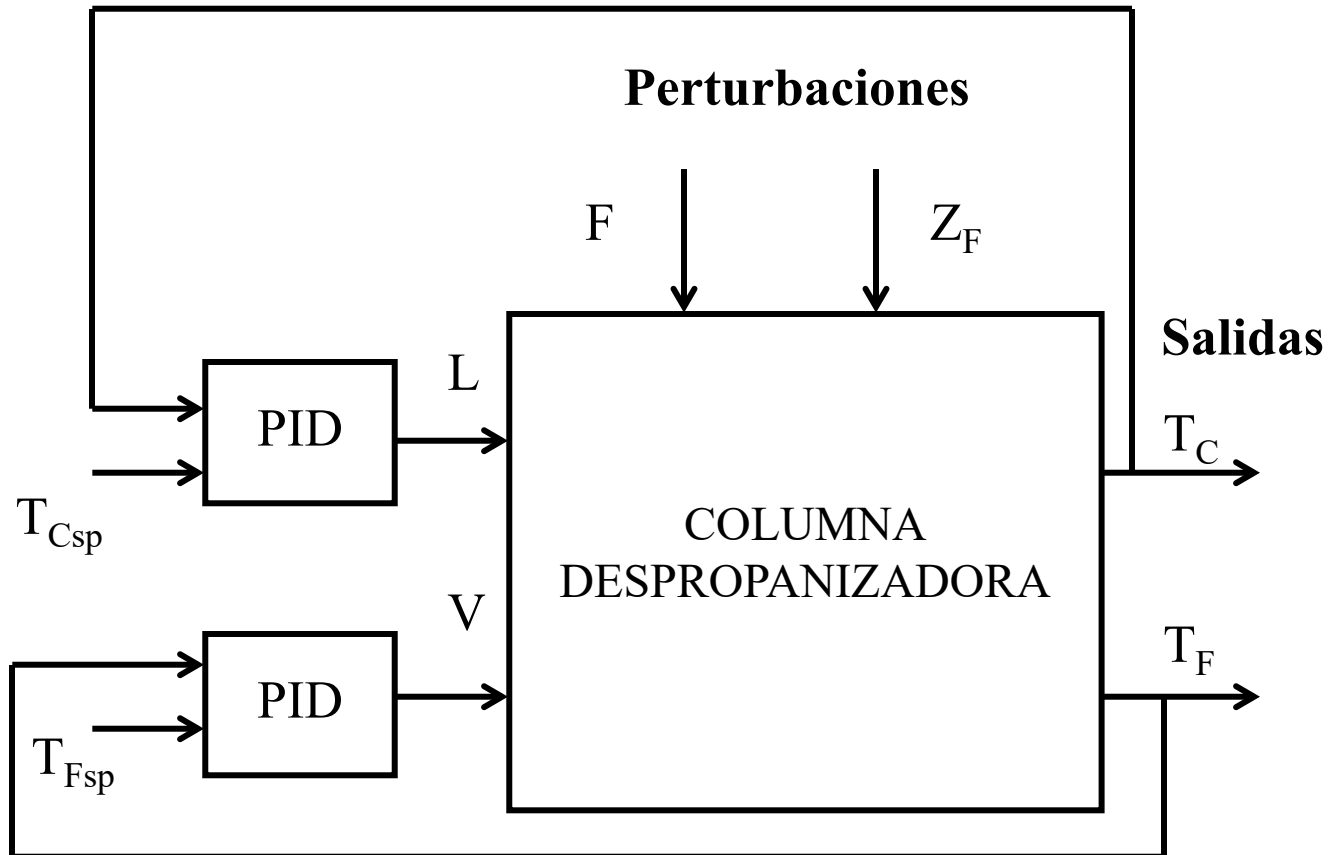 Perturbaciones
F
Z_F
Salidas
L
PID
T_C
T_Csp
COLUMNA
DESPROPANIZADORA
V
T_F
PID
T_Fsp